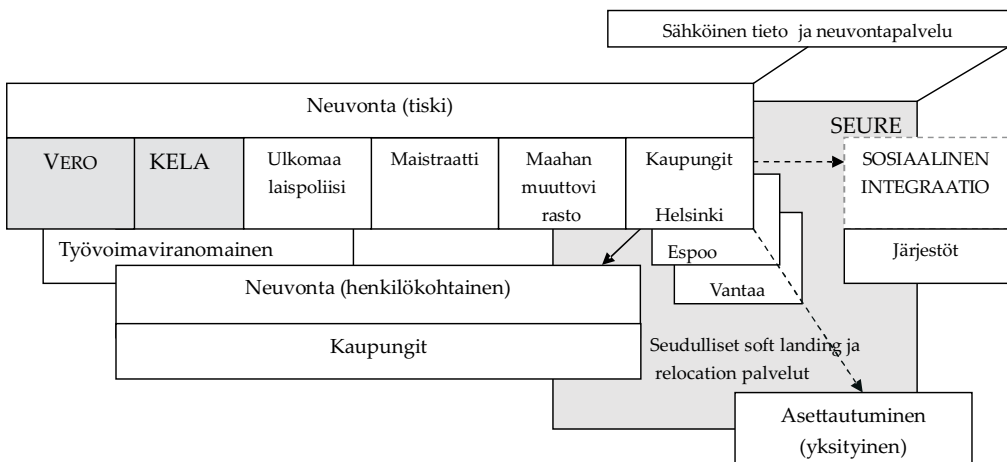 Sähköinen tieto ja neuvontapalvelu
Neuvonta (tiski)
SEURE
VERO
KELA
Ulkomaa
laispoliisi
Maistraatti
Maahan
muuttovi
rasto
Kaupungit
Helsinki
SOSIAALINEN
INTEGRAATIO
Työvoimaviranomainen
Espoo
Järjestöt
Neuvonta (henkilökohtainen)
Vantaa
Kaupungit
Seudulliset soft landing ja
relocation palvelut
Asettautuminen
(yksityinen)